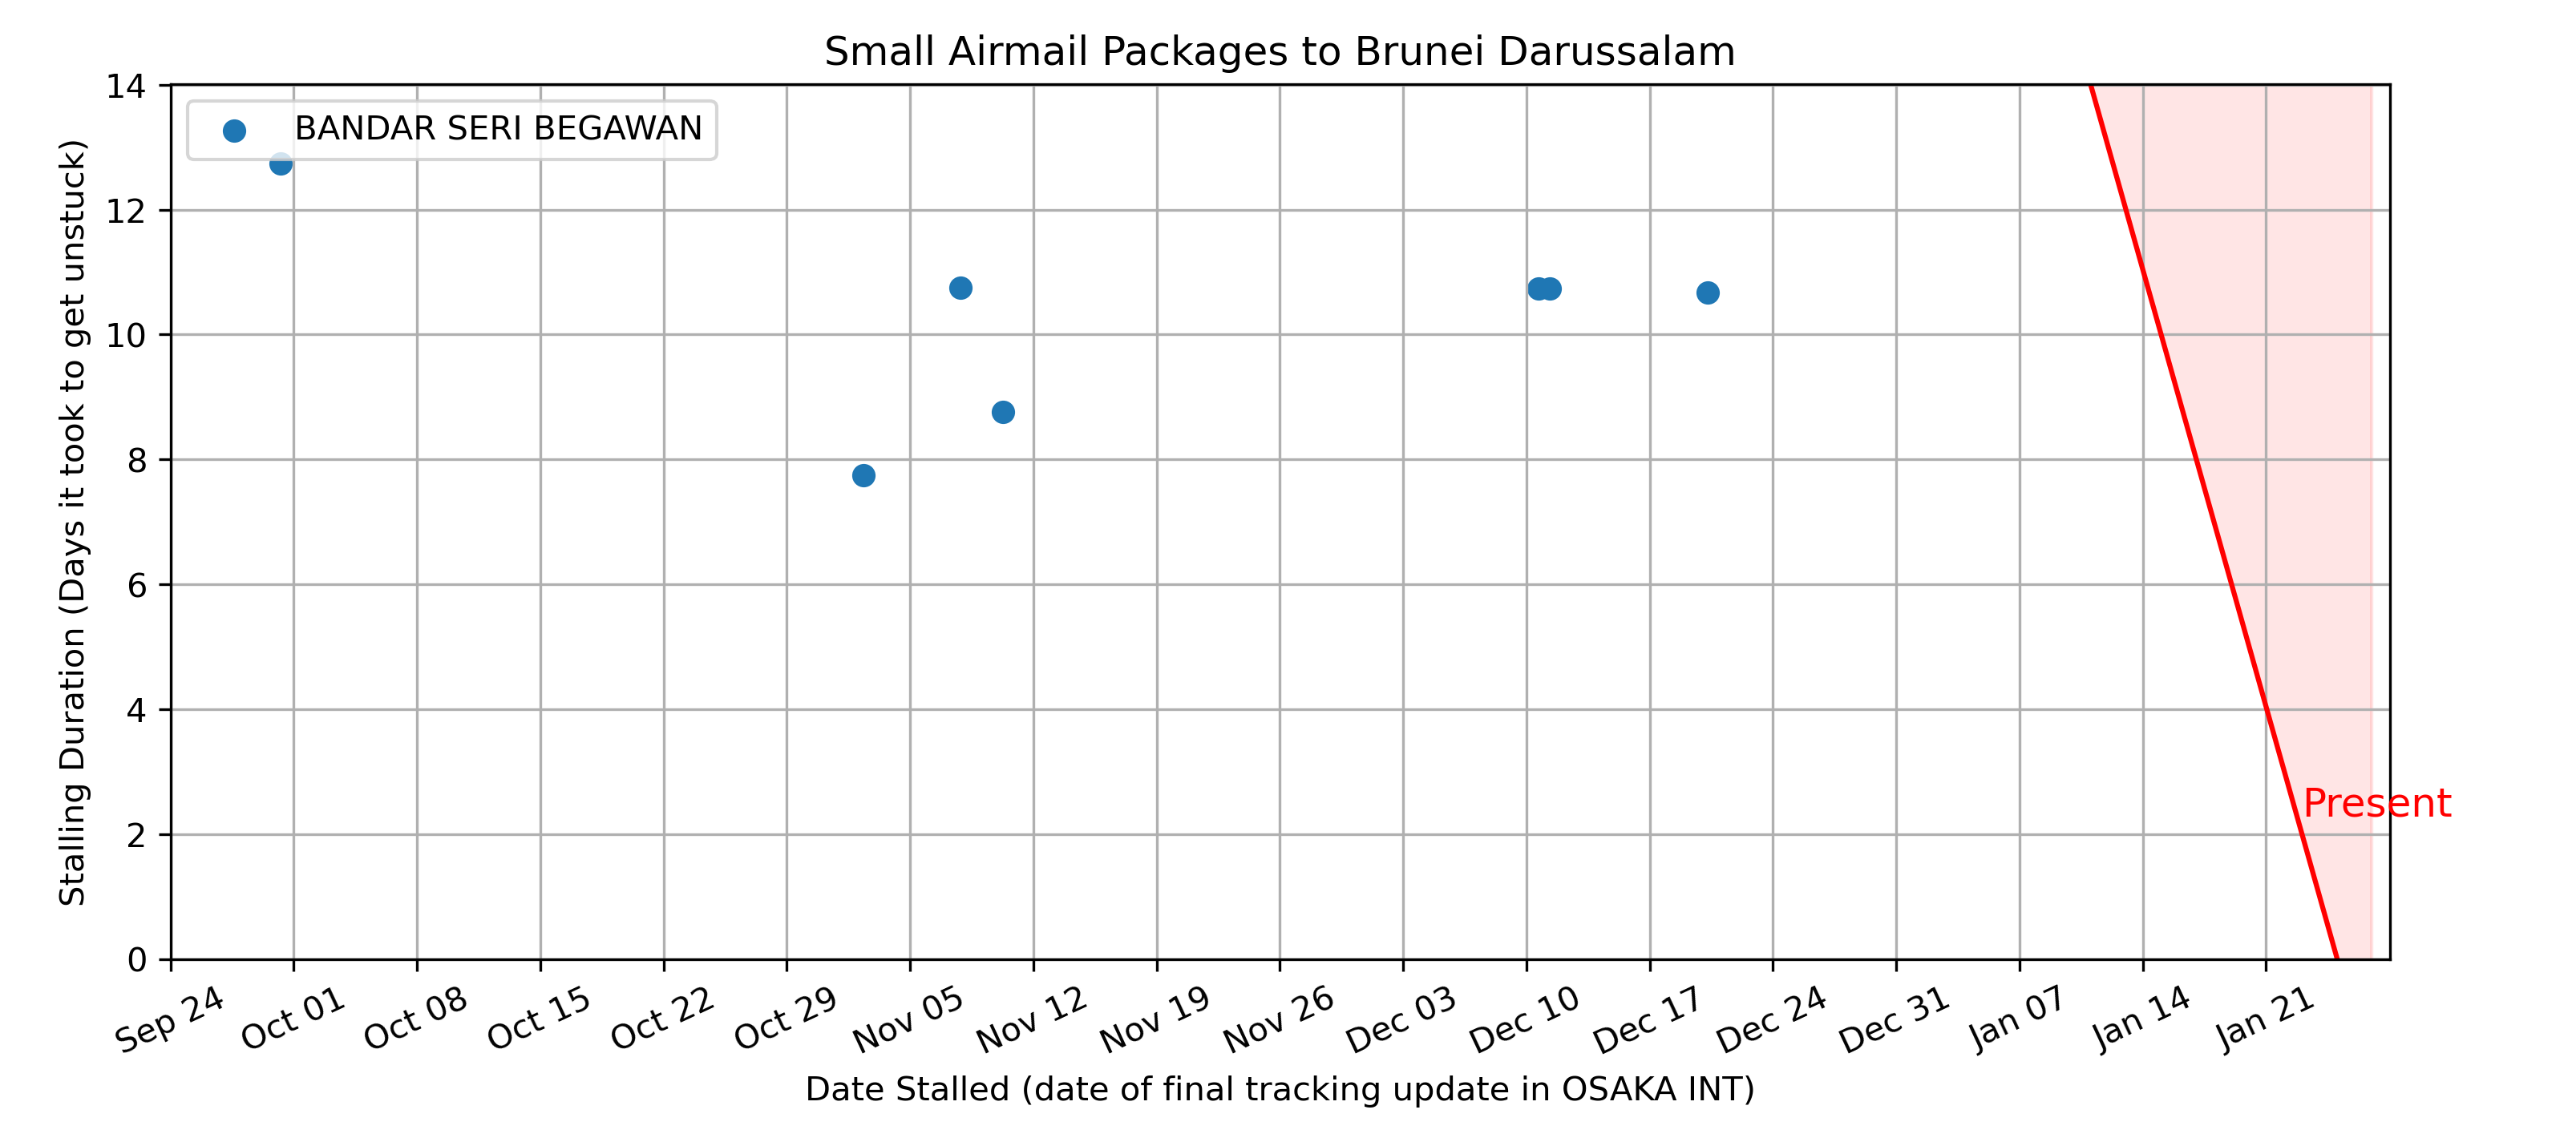 Small Airmail Packages to Brunei Darussalam
BANDAR SERI BEGAWAN
Stalling Duration (Days it took to get unstuck)
14
12
10
8
6
4
2
0
Present
Sep 24
Oct 01
Oct 08
Oct 15
Oct 22
Oct 29
Nov 05
Nov 12
Nov 19
Nov 26
Dec 03
Dec 10
Dec 17
Dec 24
Dec 31
Jan 07
Jan 14
Jan 21
Date Stalled (date of final tracking update in OSAKA INT)